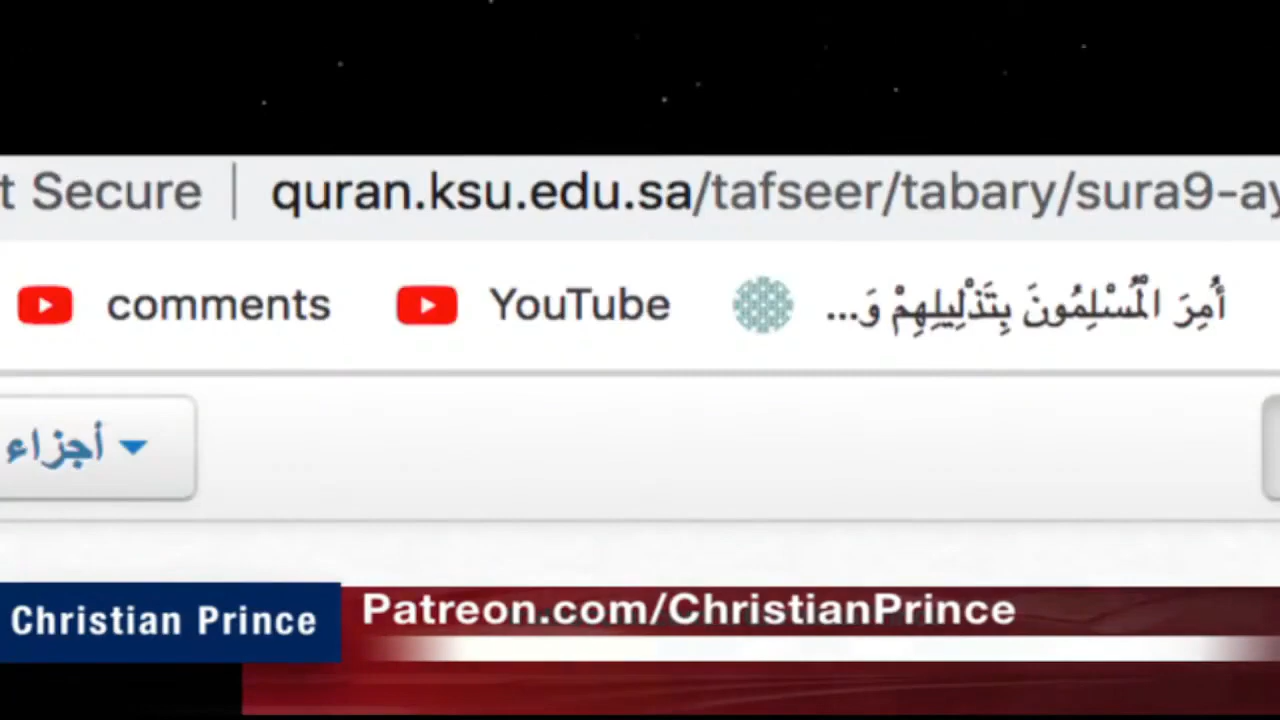 t Secure | quran.ksu.edu.sa/tafseer/tabary/sura9-ay
comments YouTube أُمِرَ الْمُسْلِمُونَ بِتَذْلِيلِهِمْ وَ...
أجزاء
Christian Prince Patreon.com/ChristianPrince